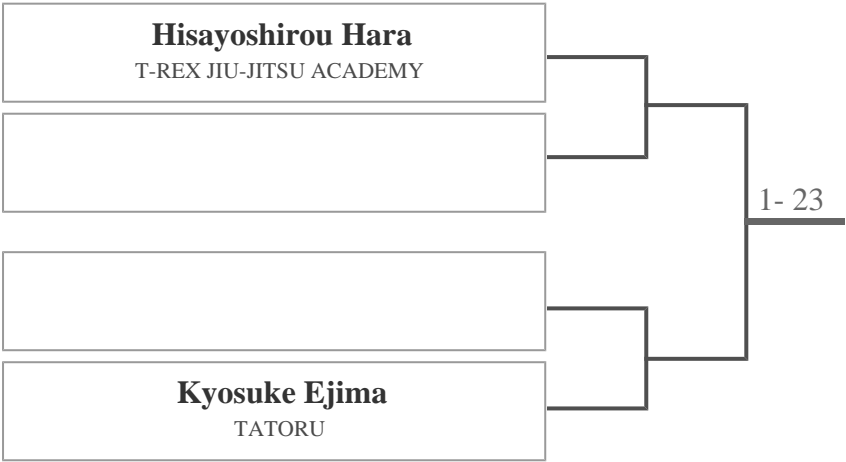 Hisayoshirou Hara
T-REX JIU-JITSU ACADEMY
1- 23
Kyosuke Ejima
TATORU